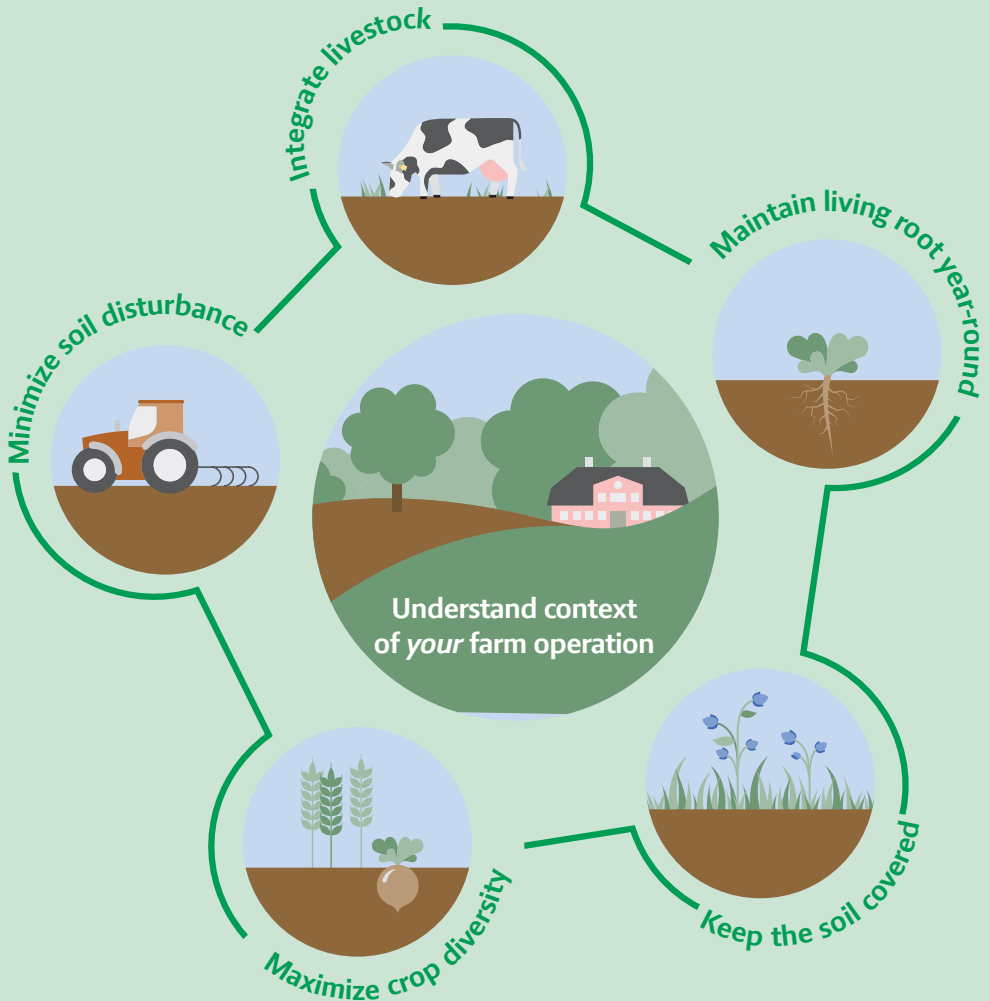 Integrate livestock
Maintain living root year-round
Minimize soil disturbance
Understand context
of your farm operation
Keep the soil covered
Maximize crop diversity